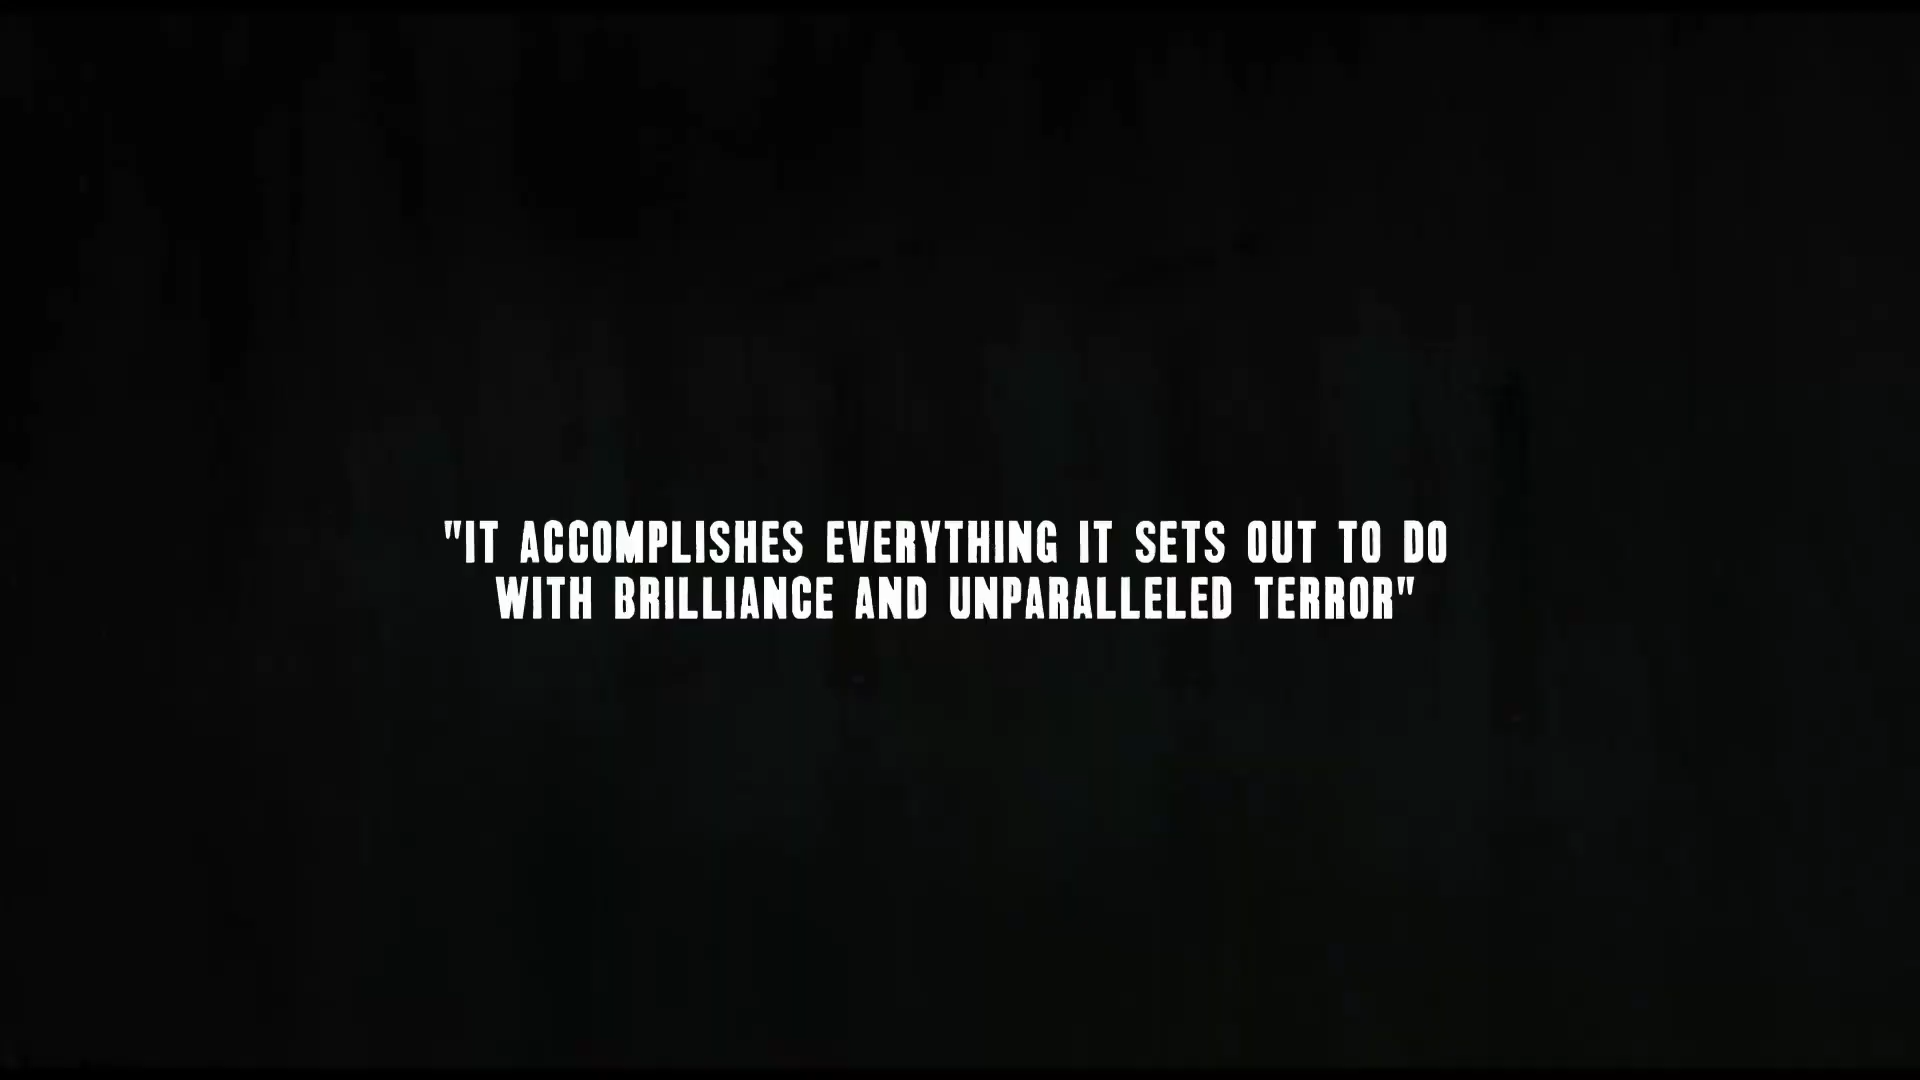 "IT ACCOMPLISHES EVERYTHING IT SETS OUT TO DO
WITH BRILLIANCE AND UNPARALLELED TERROR"